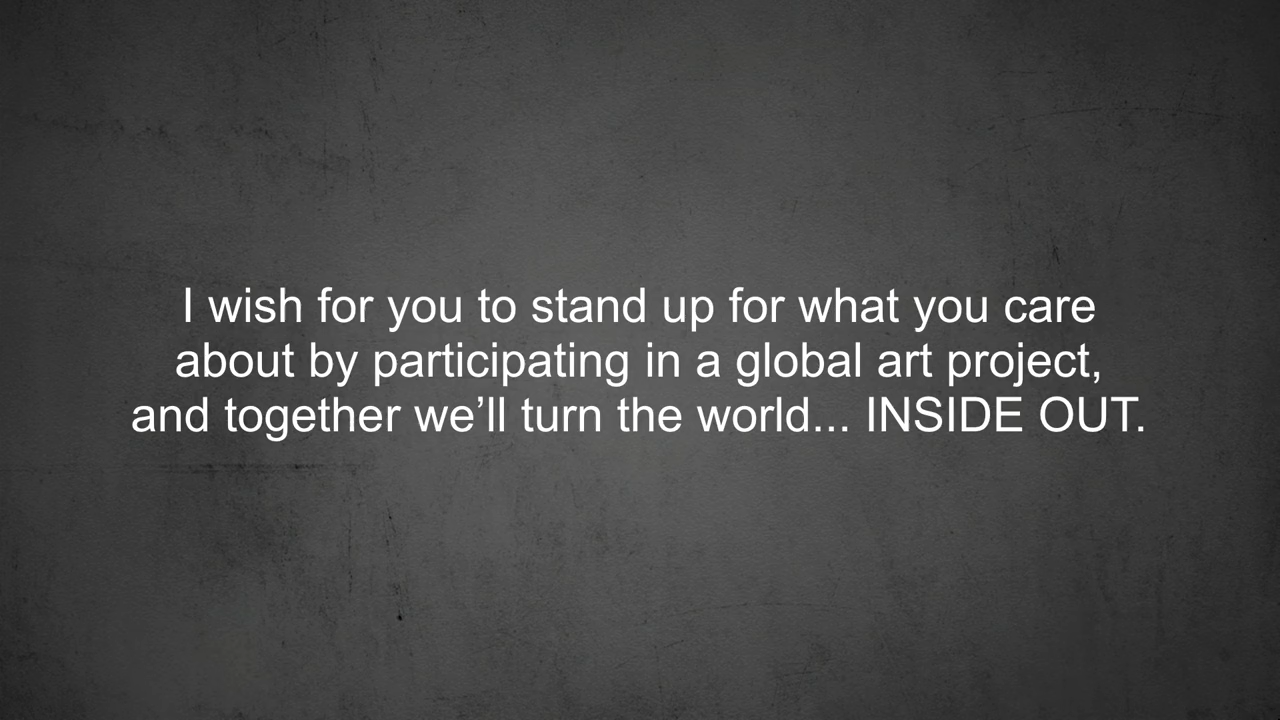 I wish for you to stand up for what you care
about by participating in a global art project,
and together we’ll turn the world... INSIDE OUT.